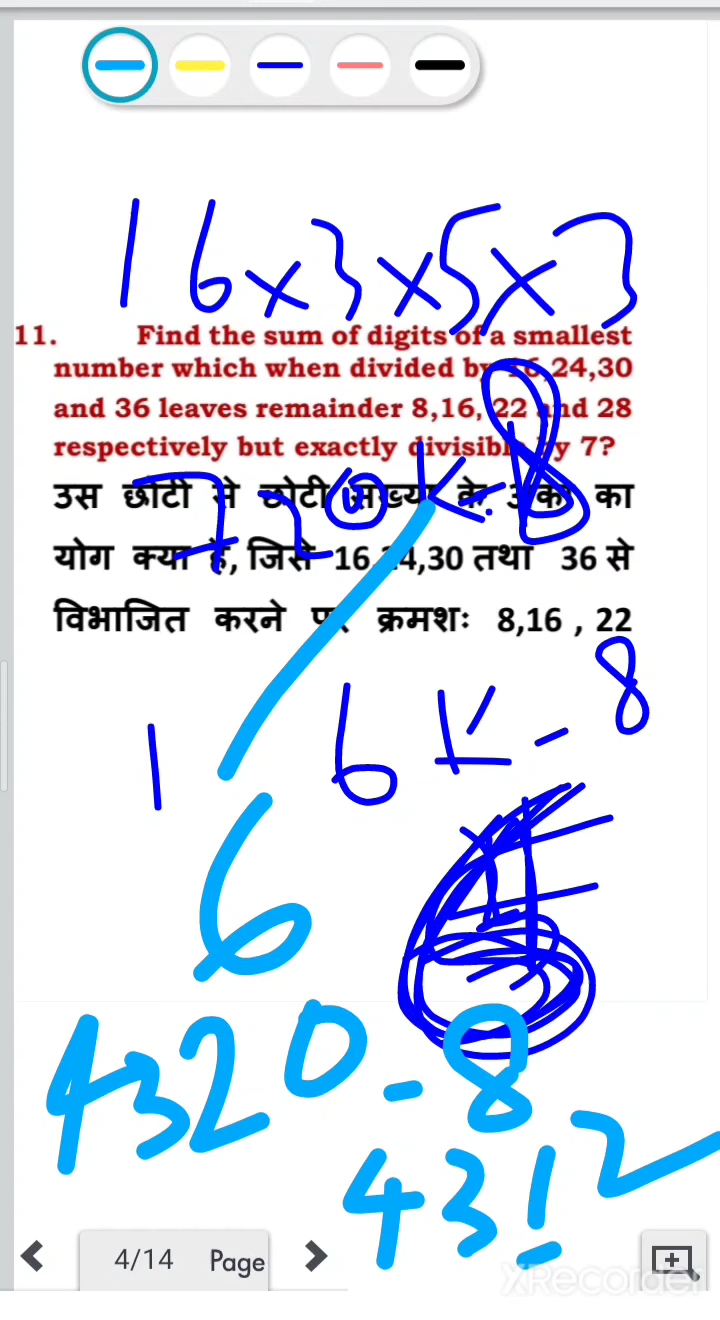 16×3×5×3
11. Find the sum of digits of a smallest
number which when divided by 16,24,30
and 36 leaves remainder 8,16, 22 and 28
respectively but exactly divisible by 7?
उस छोटी से छोटी संख्या के अंको का
720 K-8
योग क्या है, जिसे 16,24,30 तथा 36 से
विभाजित करने पर क्रमशः 8,16 , 22
1 6K-8
6
4320-8
4312
4/14 Page
XRecorder